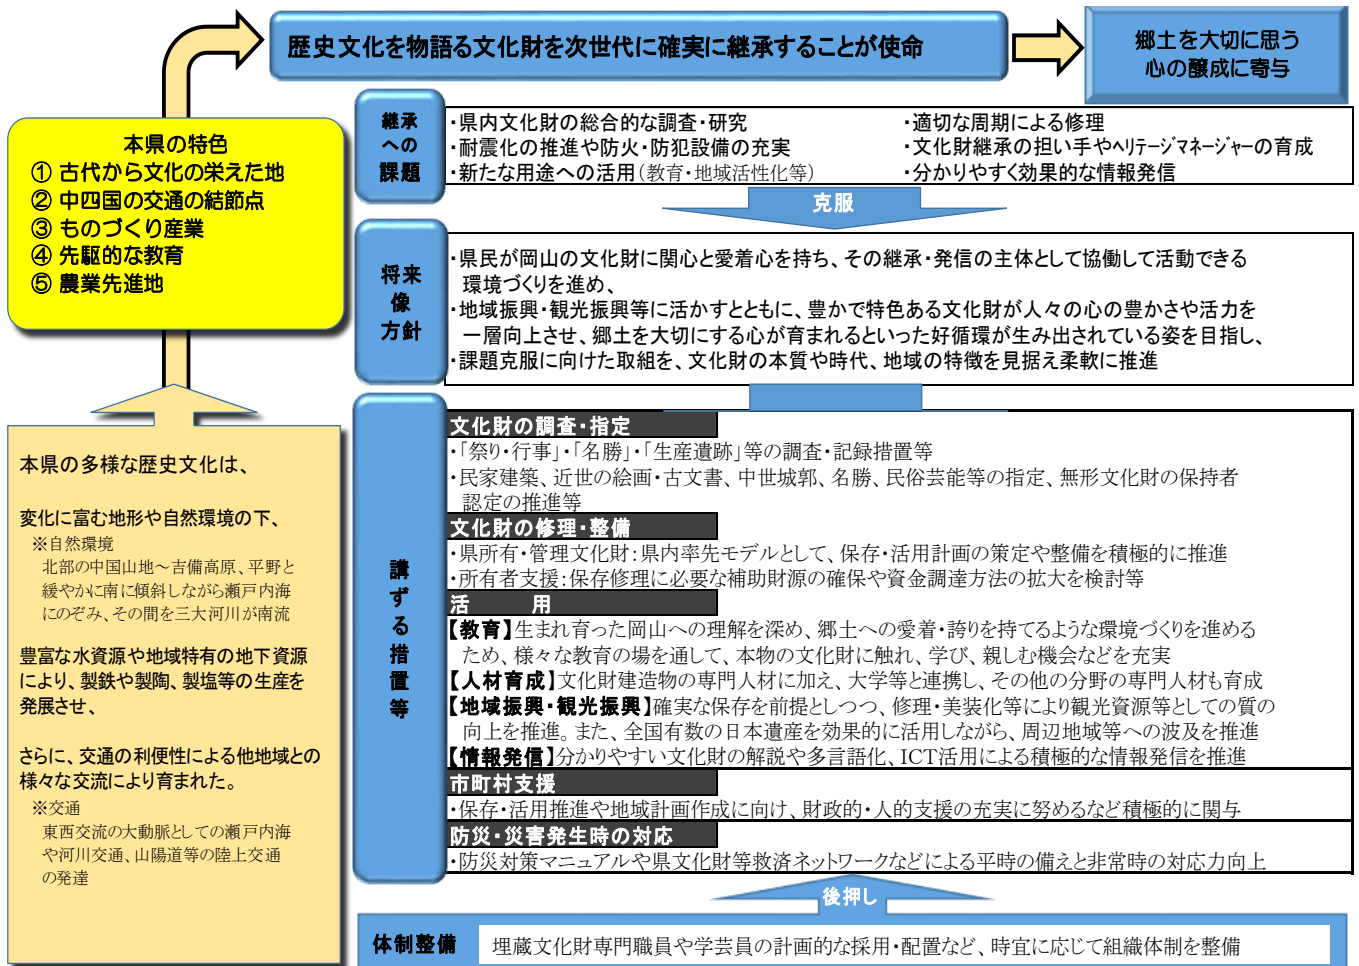 歴史文化を物語る文化財を次世代に確実に継承することが使命
郷土を大切に思う
心の醸成に寄与
本県の特色
① 古代から文化の栄えた地
② 中四国の交通の結節点
③ ものづくり産業
④ 先駆的な教育
⑤ 農業先進地
本県の多様な歴史文化は、
変化に富む地形や自然環境の下、
※自然環境
北部の中国山地～吉備高原、平野と
緩やかに南に傾斜しながら瀬戸内海
にのぞみ、その間を三大河川が南流
豊富な水資源や地域特有の地下資源
により、製鉄や製陶、製塩等の生産を
発展させ、
さらに、交通の利便性による他地域との
様々な交流により育まれた。
※交通
東西交流の大動脈としての瀬戸内海
や河川交通、山陽道等の陸上交通
の発達
継承
への
課題
・県内文化財の総合的な調査・研究
・耐震化の推進や防火・防犯設備の充実
・新たな用途への活用（教育・地域活性化等）
・適切な周期による修理
・文化財継承の担い手やヘリテージマネージャーの育成
・分かりやすく効果的な情報発信
克服
将来
像
方針
・県民が岡山の文化財に関心と愛着心を持ち、その継承・発信の主体として協働して活動できる
環境づくりを進め、
・地域振興・観光振興等に活かすとともに、豊かで特色ある文化財が人々の心の豊かさや活力を
一層向上させ、郷土を大切にする心が育まれるといった好循環が生み出されている姿を目指し、
・課題克服に向けた取組を、文化財の本質や時代、地域の特徴を見据え柔軟に推進
講
ず
る
措
置
等
文化財の調査・指定
・「祭り・行事」・「名勝」・「生産遺跡」等の調査・記録措置等
・民家建築、近世の絵画・古文書、中世城郭、名勝、民俗芸能等の指定、無形文化財の保持者
認定の推進等
文化財の修理・整備
・県所有・管理文化財：県内率先モデルとして、保存・活用計画の策定や整備を積極的に推進
・所有者支援：保存修理に必要な補助財源の確保や資金調達方法の拡大を検討等
活　　用
【教育】生まれ育った岡山への理解を深め、郷土への愛着・誇りを持てるような環境づくりを進める
ため、様々な教育の場を通して、本物の文化財に触れ、学び、親しむ機会などを充実
【人材育成】文化財建造物の専門人材に加え、大学等と連携し、その他の分野の専門人材も育成
【地域振興・観光振興】確実な保存を前提としつつ、修理・美装化等により観光資源等としての質の
向上を推進。また、全国有数の日本遺産を効果的に活用しながら、周辺地域等への波及を推進
【情報発信】分かりやすい文化財の解説や多言語化、ICT活用による積極的な情報発信を推進
市町村支援
・保存・活用推進や地域計画作成に向け、財政的・人的支援の充実に努めるなど積極的に関与
防災・災害発生時の対応
・防災対策マニュアルや県文化財等救済ネットワークなどによる平時の備えと非常時の対応力向上
後押し
体制整備
埋蔵文化財専門職員や学芸員の計画的な採用・配置など、時宜に応じて組織体制を整備